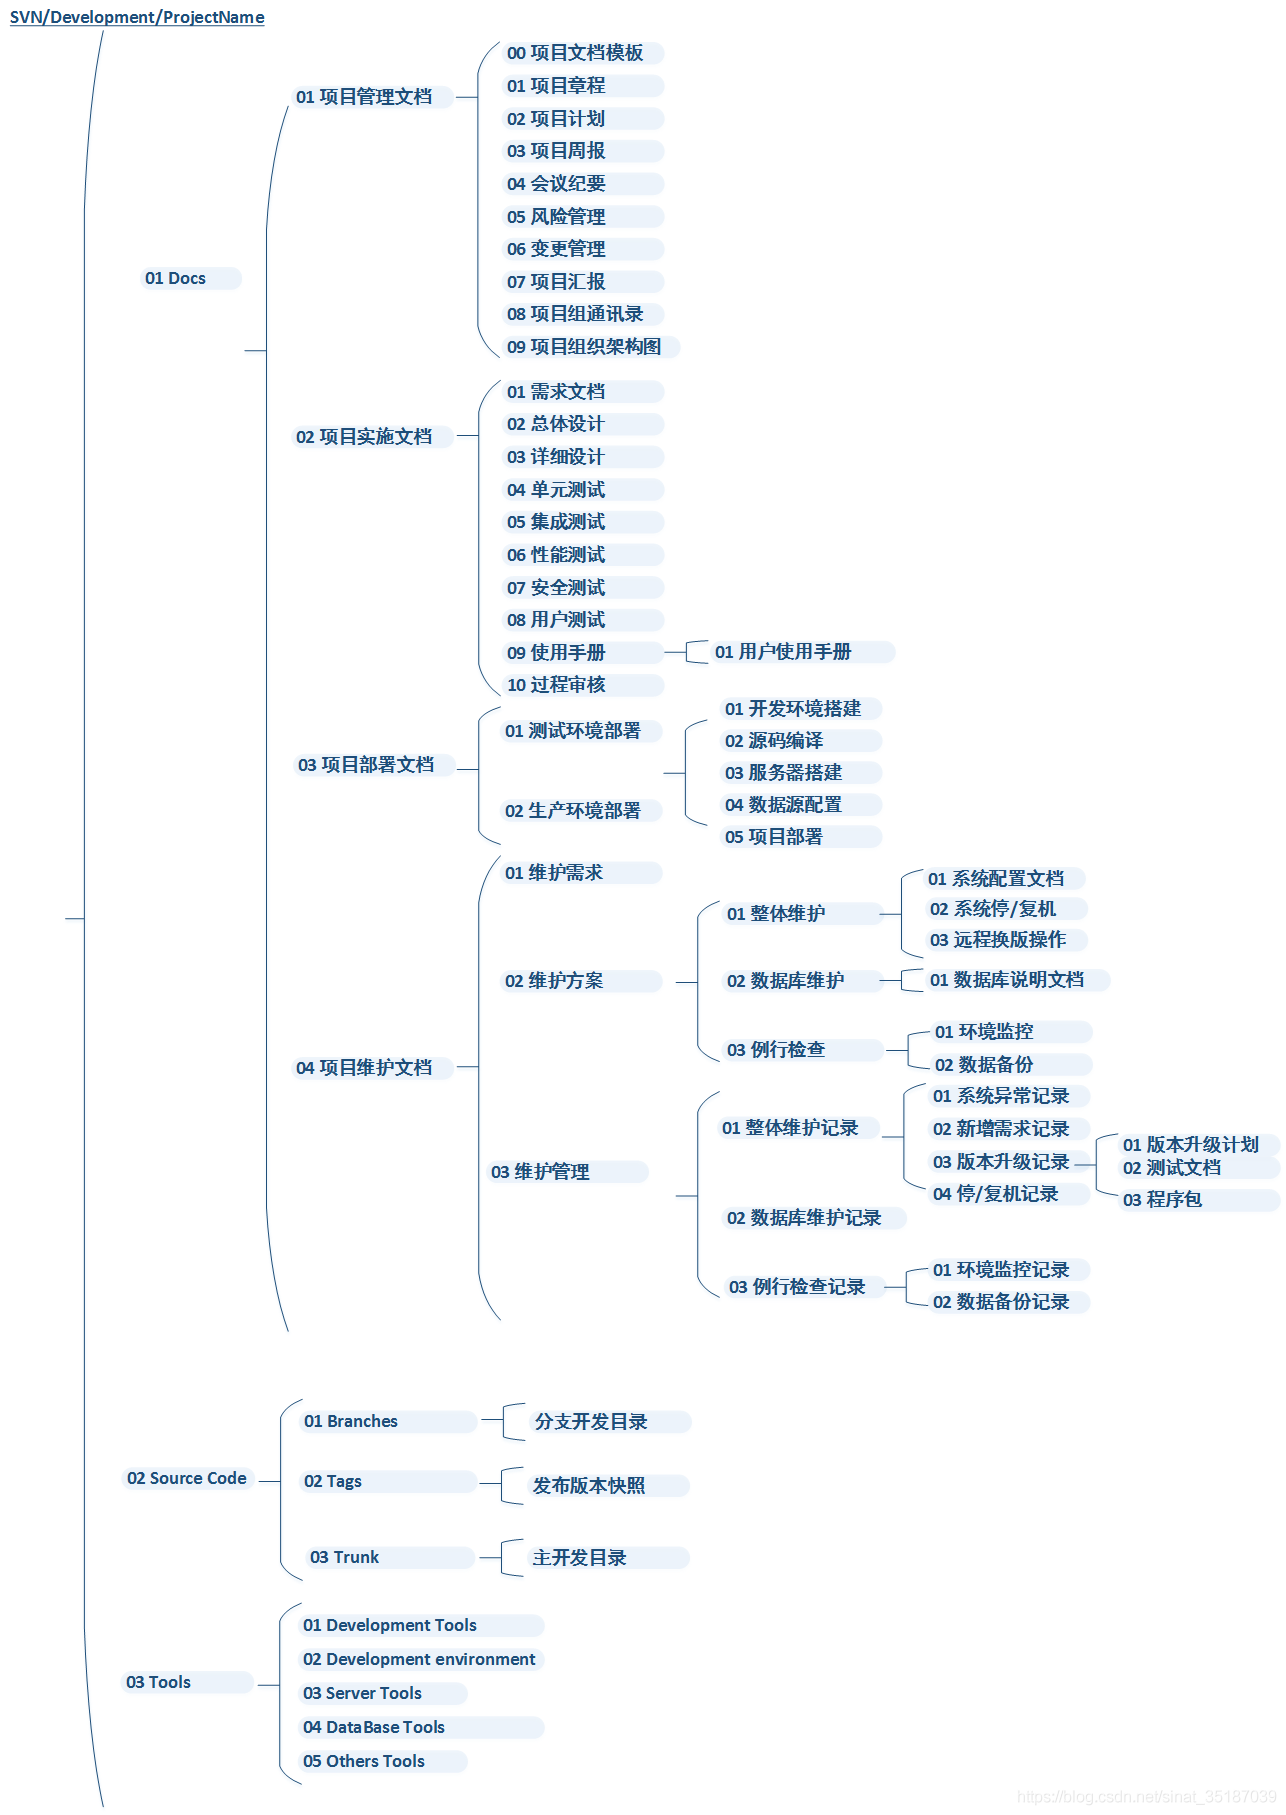 SVN/Development/ProjectName
01 Docs
01 项目管理文档
00 项目文档模板
01 项目章程
02 项目计划
03 项目周报
04 会议纪要
05 风险管理
06 变更管理
07 项目汇报
08 项目组通讯录
09 项目组织架构图
02 项目实施文档
01 需求文档
02 总体设计
03 详细设计
04 单元测试
05 集成测试
06 性能测试
07 安全测试
08 用户测试
09 使用手册
01 用户使用手册
10 过程审核
03 项目部署文档
01 测试环境部署
02 生产环境部署
01 开发环境搭建
02 源码编译
03 服务器搭建
04 数据源配置
05 项目部署
04 项目维护文档
01 维护需求
02 维护方案
01 整体维护
01 系统配置文档
02 系统停/复机
03 远程换版操作
02 数据库维护
01 数据库说明文档
03 例行检查
01 环境监控
02 数据备份
03 维护管理
01 整体维护记录
01 系统异常记录
02 新增需求记录
03 版本升级记录
01 版本升级计划
02 测试文档
03 程序包
04 停/复机记录
02 数据库维护记录
03 例行检查记录
01 环境监控记录
02 数据备份记录
02 Source Code
01 Branches
分支开发目录
02 Tags
发布版本快照
03 Trunk
主开发目录
03 Tools
01 Development Tools
02 Development environment
03 Server Tools
04 DataBase Tools
05 Others Tools
https://blog.csdn.net/sinat_35187039